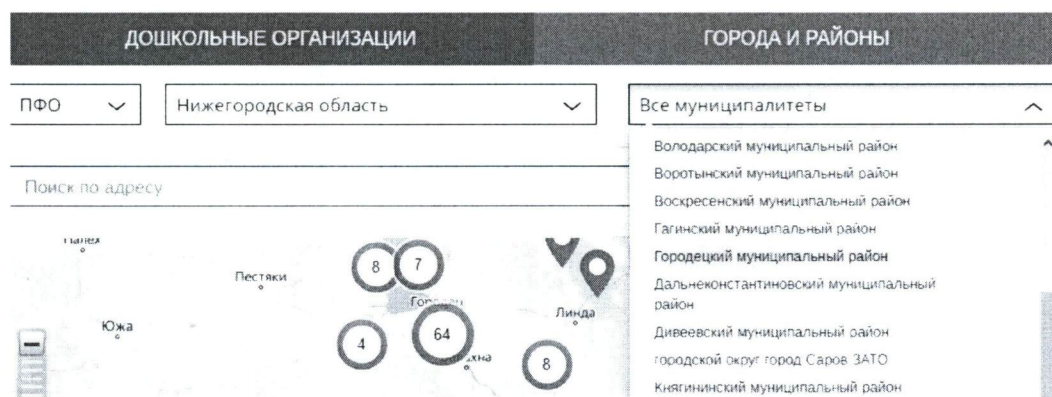 ДОШКОЛЬНЫЕ ОРГАНИЗАЦИИ
ГОРОДА И РАЙОНЫ
ПФО
Нижегородская область
Все муниципалитеты
Поиск по адресу
Володарский муниципальный район
Воротынский муниципальный район
Воскресенский муниципальный район
Гагинский муниципальный район
Городецкий муниципальный район
Дальнеконстантиновский муниципальный
район
Дивеевский муниципальный район
городской округ город Саров ЗАТО
Княгининский муниципальный район
Палех
Пестяки
8
7
Южа
Линда
4
64
8